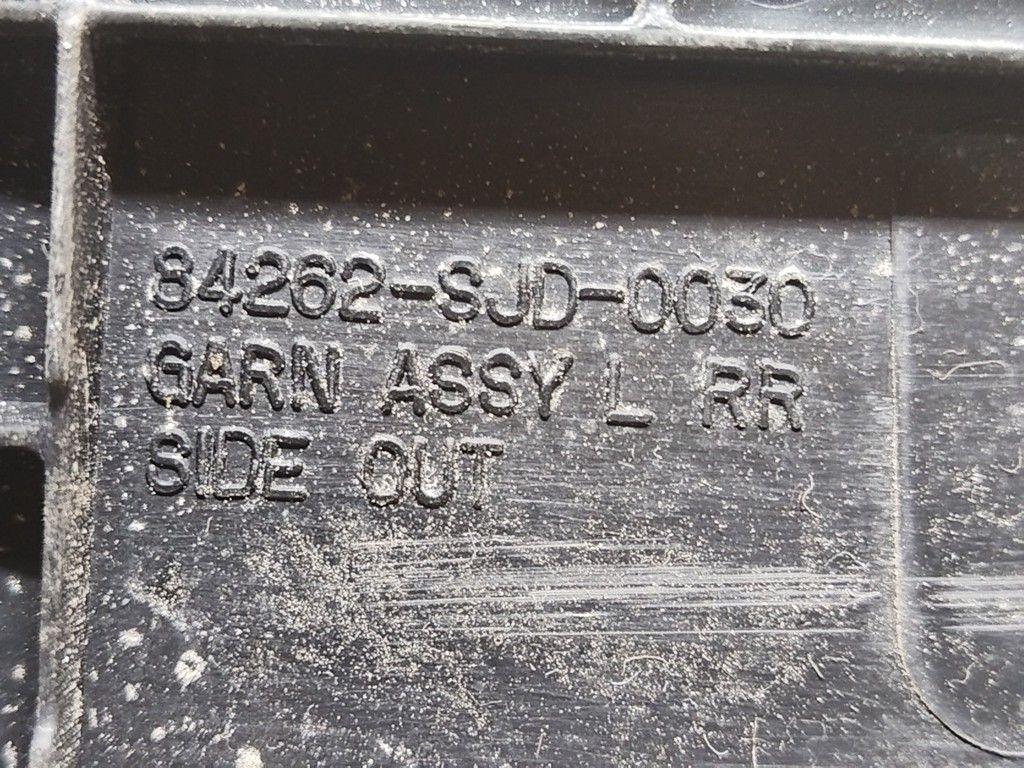 84262-SJD-0030
GARN ASSY L RR
SIDE OUT